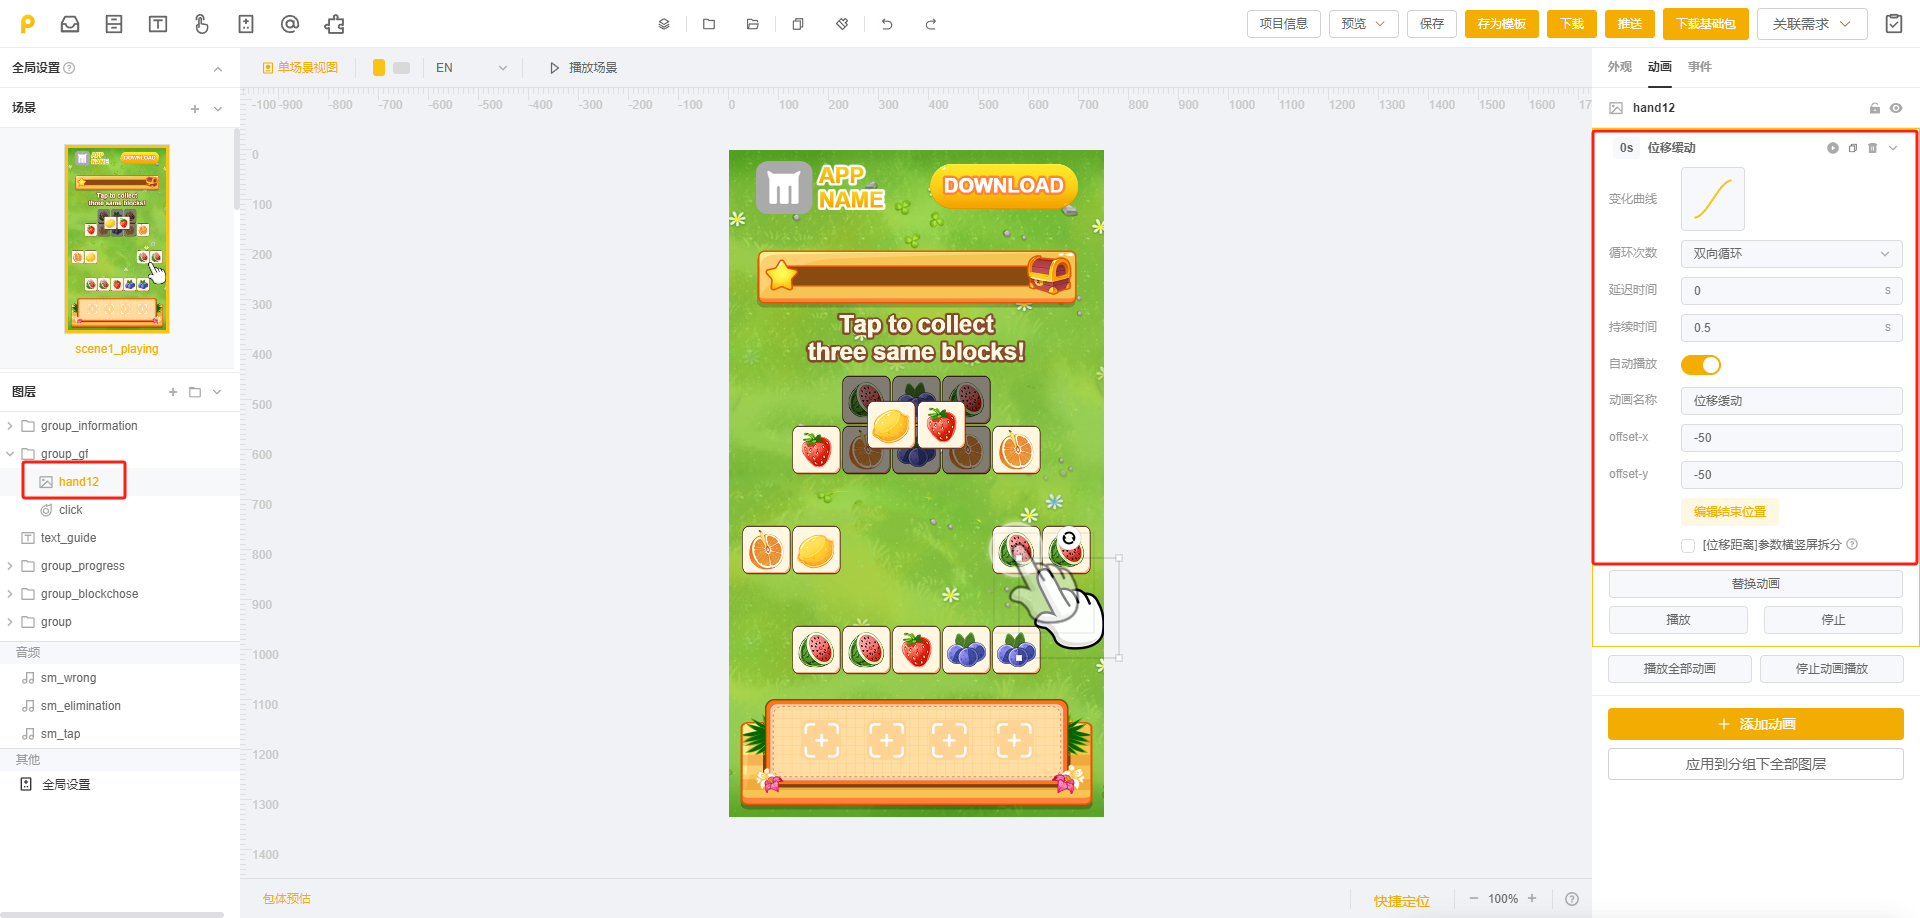 项目信息
预览
保存
存为模板
下载
推送
下载基础包
关联需求
全局设置
单场景视图
EN
播放场景
外观
动画
事件
场景
-100 -900 -800 -700 -600 -500 -400 -300 -200 -100 0 100 200 300 400 500 600 700 800 900 1000 1100 1200 1300 1400 1500 1600 17
hand12
0
100
200
300
400
500
600
700
800
900
1000
1100
1200
1300
1400
APP NAME
DOWNLOAD
Tap to collect
three same blocks!
scene1_playing
图层
group_information
group_gf
hand12
click
text_guide
group_progress
group_blockchose
group
音频
sm_wrong
sm_elimination
sm_tap
其他
全局设置
APP
NAME
DOWNLOAD
Tap to collect
three same blocks!
0s 位移缓动
变化曲线
循环次数 双向循环
延迟时间 0 s
持续时间 0.5 s
自动播放
动画名称 位移缓动
offset-x -50
offset-y -50
编辑结束位置
[位移距离]参数横竖屏拆分
替换动画
播放 停止
播放全部动画 停止动画播放
添加动画
应用到分组下全部图层
包体预估
快捷定位
100%